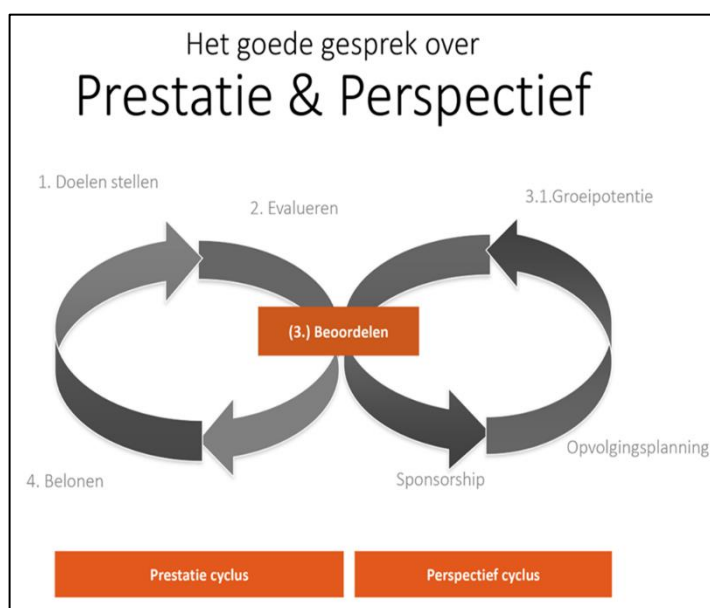 Het goede gesprek over
Prestatie & Perspectief
1. Doelen stellen
2. Evalueren
3.1.Groeipotentie
(3.) Beoordelen
4. Belonen
Sponsorship
Opvolgingsplanning
Prestatie cyclus
Perspectief cyclus